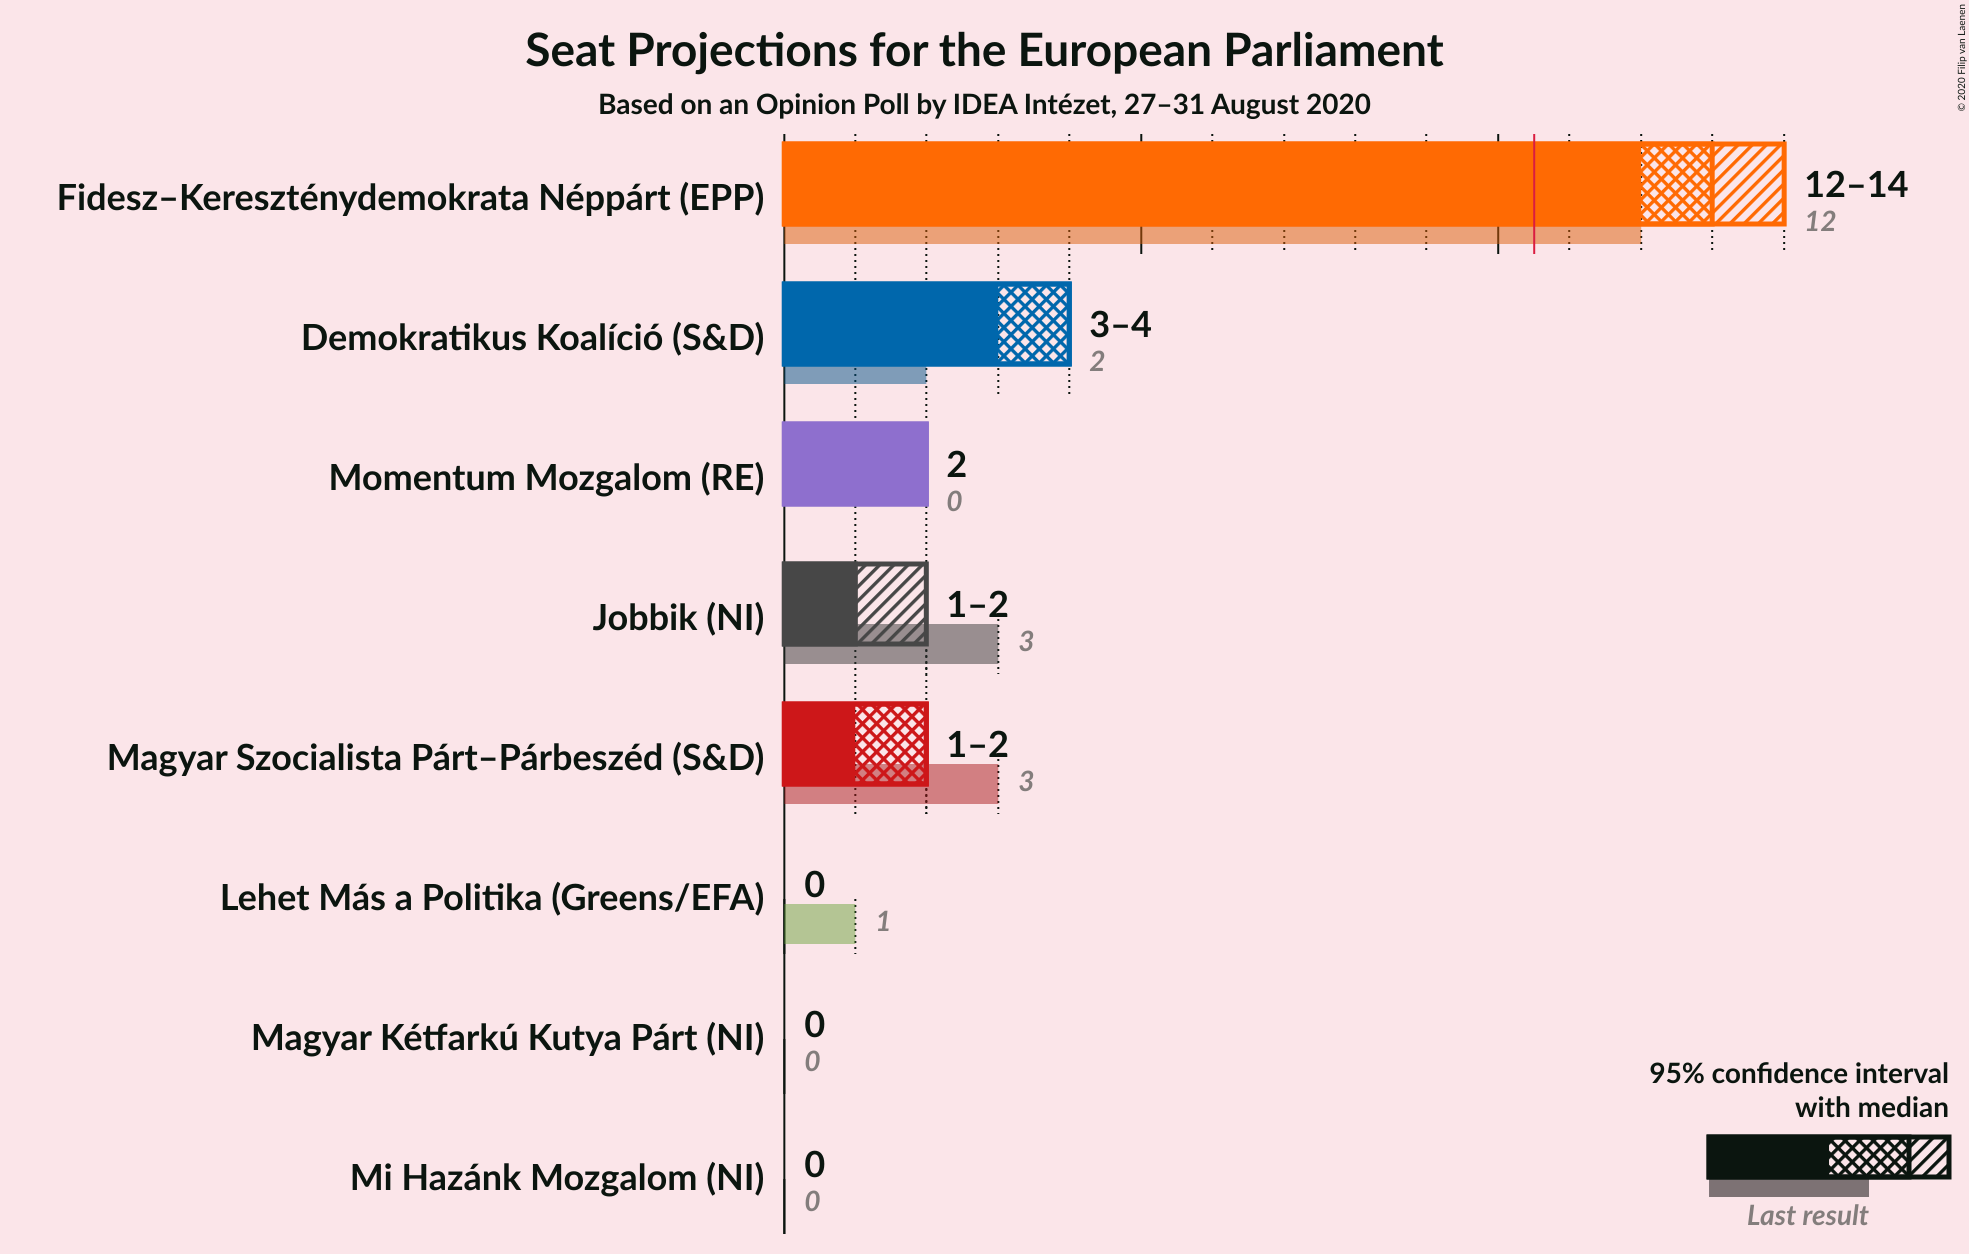 Seat Projections for the European Parliament
Based on an Opinion Poll by IDEA Intézet, 27–31 August 2020
© 2020 Filip van Laenen
Fidesz–Kereszténydemokrata Néppárt (EPP)
12–14
12
Demokratikus Koalíció (S&D)
3–4
2
Momentum Mozgalom (RE)
2
0
Jobbik (NI)
1–2
3
Magyar Szocialista Párt–Párbeszéd (S&D)
1–2
3
Lehet Más a Politika (Greens/EFA)
0
1
Magyar Kétfarkú Kutya Párt (NI)
0
0
Mi Hazánk Mozgalom (NI)
0
0
95% confidence interval
with median
Last result